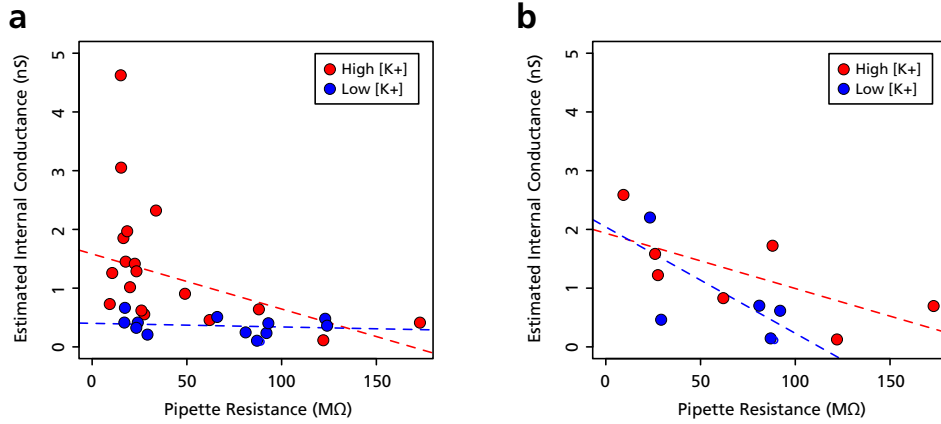 a
Estimated Internal Conductance (nS)
5
4
3
2
1
0
High [K+]
Low [K+]
0 50 100 150
Pipette Resistance (MΩ)
b
Estimated Internal Conductance (nS)
5
4
3
2
1
0
High [K+]
Low [K+]
0 50 100 150
Pipette Resistance (MΩ)